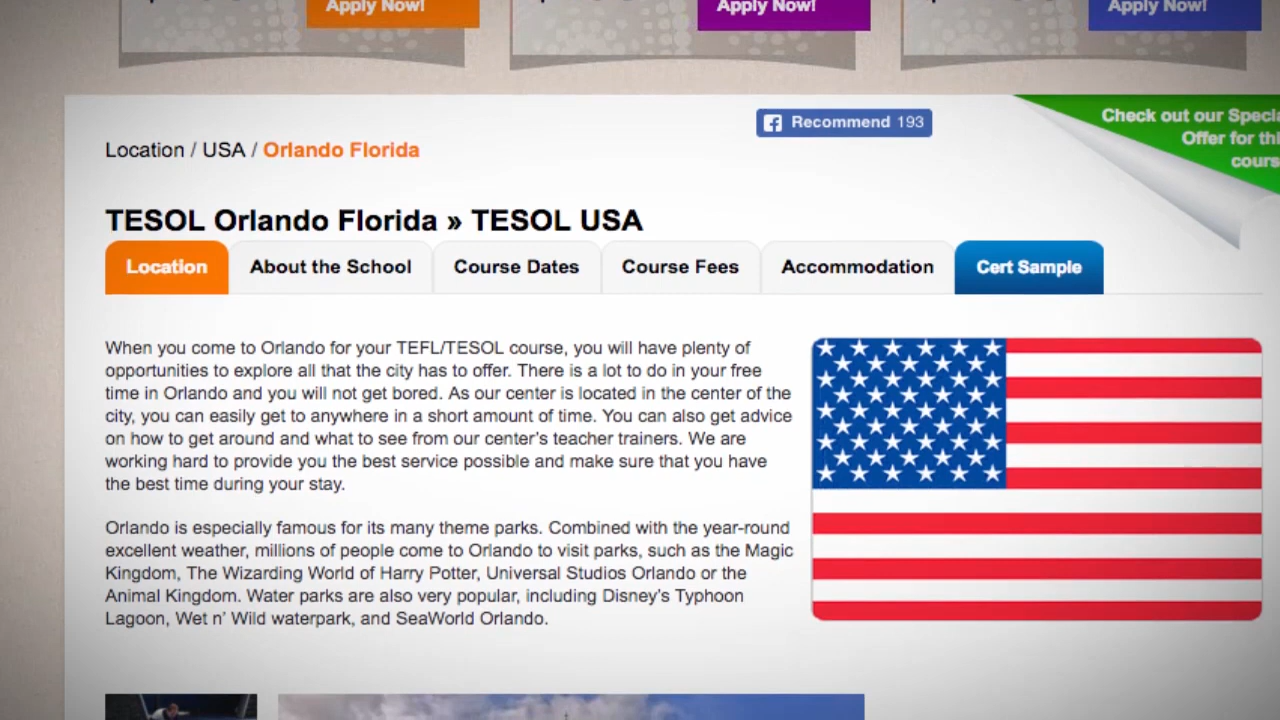 Apply Now!
Apply Now!
Apply Now!
Recommend 193
Check out our Specia
Offer for thi
cours
Location / USA / Orlando Florida
TESOL Orlando Florida » TESOL USA
Location
About the School
Course Dates
Course Fees
Accommodation
Cert Sample
When you come to Orlando for your TEFL/TESOL course, you will have plenty of
opportunities to explore all that the city has to offer. There is a lot to do in your free
time in Orlando and you will not get bored. As our center is located in the center of the
city, you can easily get to anywhere in a short amount of time. You can also get advice
on how to get around and what to see from our center's teacher trainers. We are
working hard to provide you the best service possible and make sure that you have
the best time during your stay.
Orlando is especially famous for its many theme parks. Combined with the year-round
excellent weather, millions of people come to Orlando to visit parks, such as the Magic
Kingdom, The Wizarding World of Harry Potter, Universal Studios Orlando or the
Animal Kingdom. Water parks are also very popular, including Disney's Typhoon
Lagoon, Wet n' Wild waterpark, and SeaWorld Orlando.